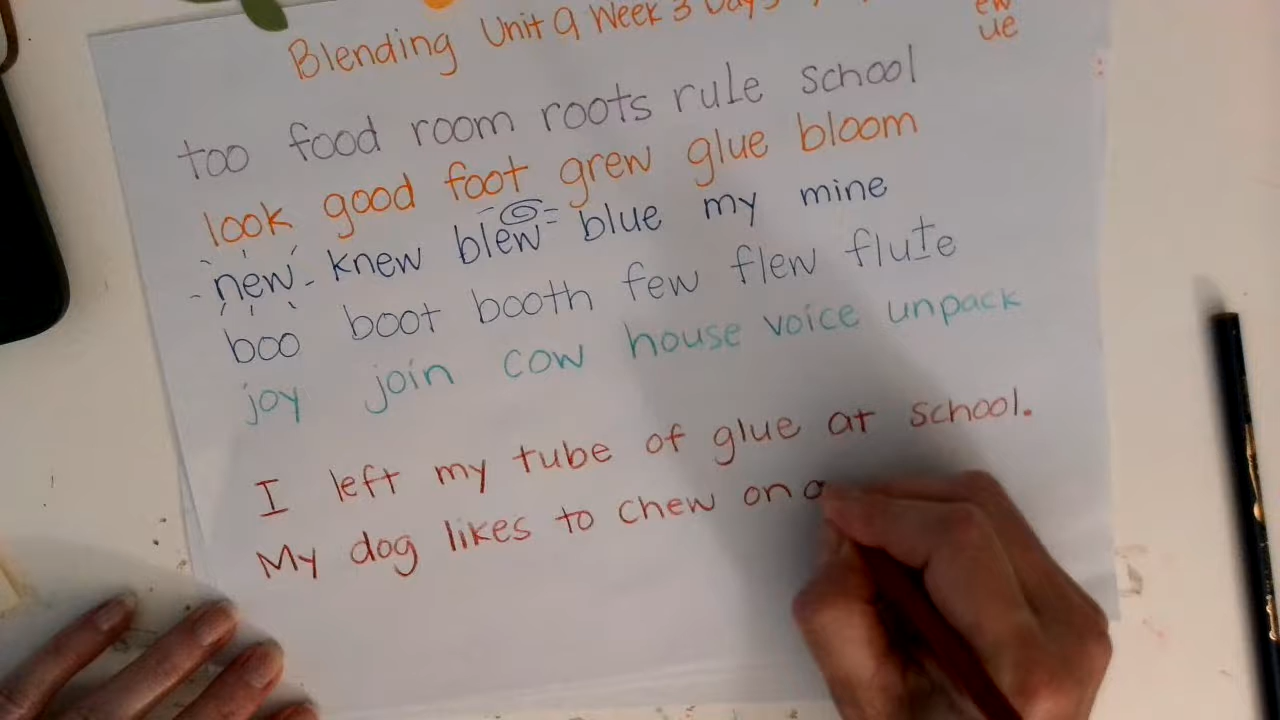 Blending Unit 9 Week 3 Day 3
ew
ue
too food room roots rule school
look good foot grew glue bloom
new knew blew blue my mine
boo boot booth few flew flute
joy join cow house voice unpack
I left my tube of glue at school.
My dog likes to chew on a